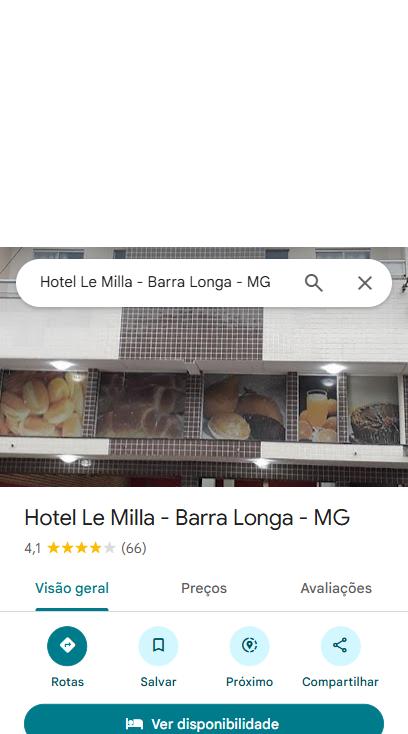 Hotel Le Milla - Barra Longa - MG
Hotel Le Milla - Barra Longa - MG
4,1 (66)
Visão geral Preços Avaliações
Rotas Salvar Próximo Compartilhar
Ver disponibilidade